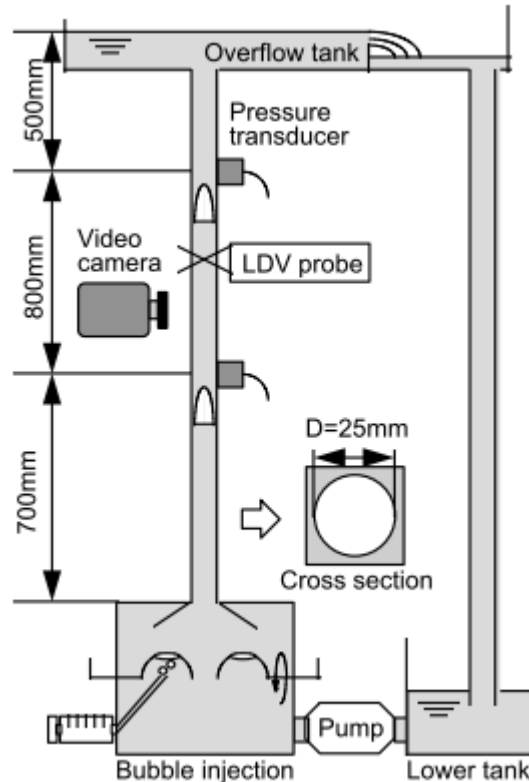 Overflow tank
500mm
Pressure
transducer
Video
camera
LDV probe
800mm
D=25mm
700mm
Cross section
Pump
Bubble injection
Lower tank